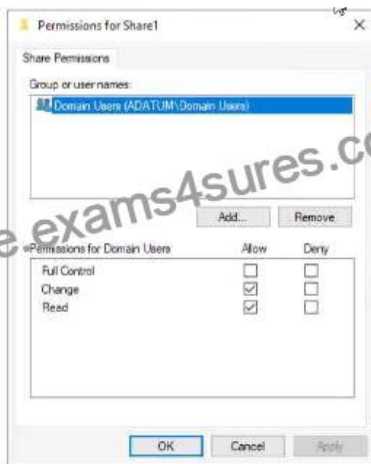 Permissions for Share1
Share Permissions
Group or user names:
Domain Users (ADATUM\Domain Users)
Add... Remove
e.exams4sures.co
Permissions for Domain Users Allow Deny
Full Control
Change
Read
OK Cancel Apply